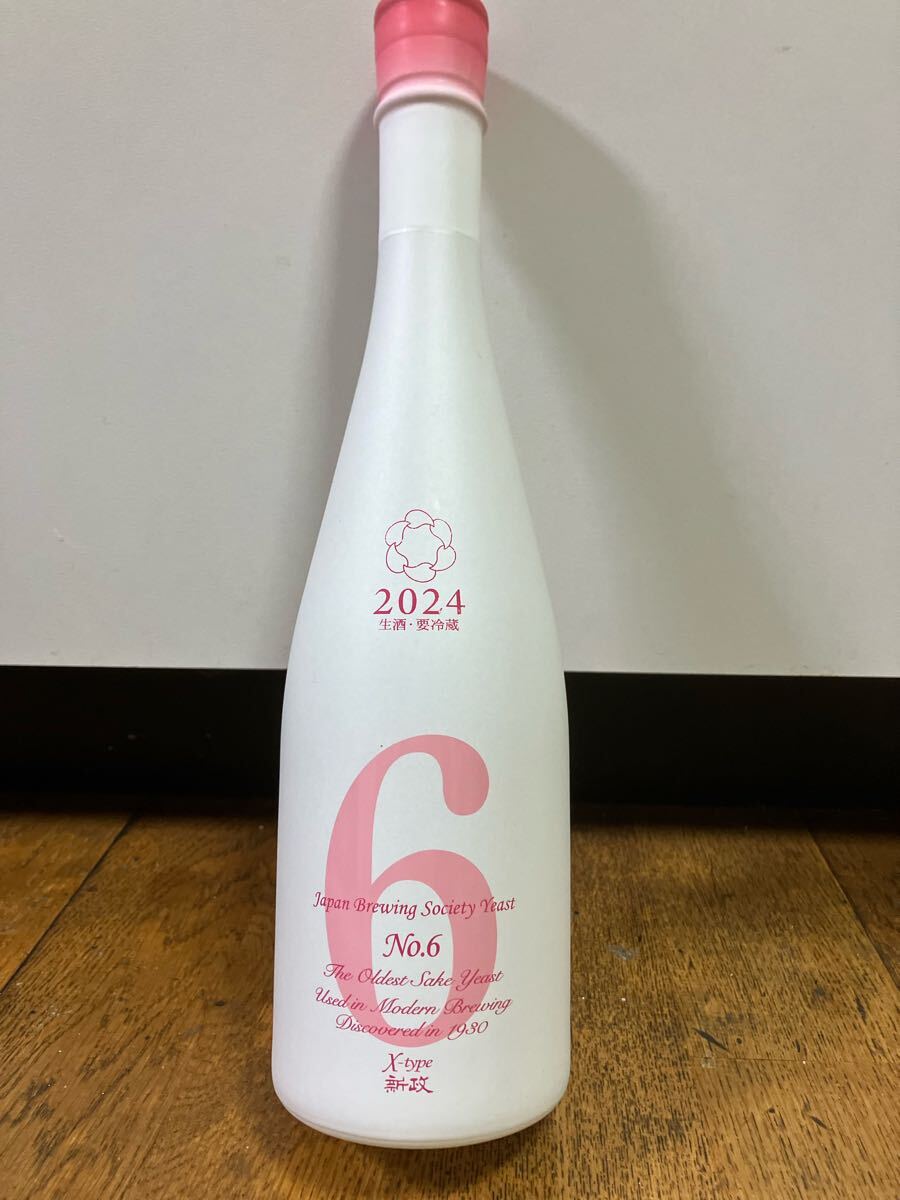 2024
生酒・要冷蔵
6
Japan Brewing Society Yeast
No.6
The Oldest Sake Yeast
Used in Modern Brewing
Discovered in 1930
X-type
新政